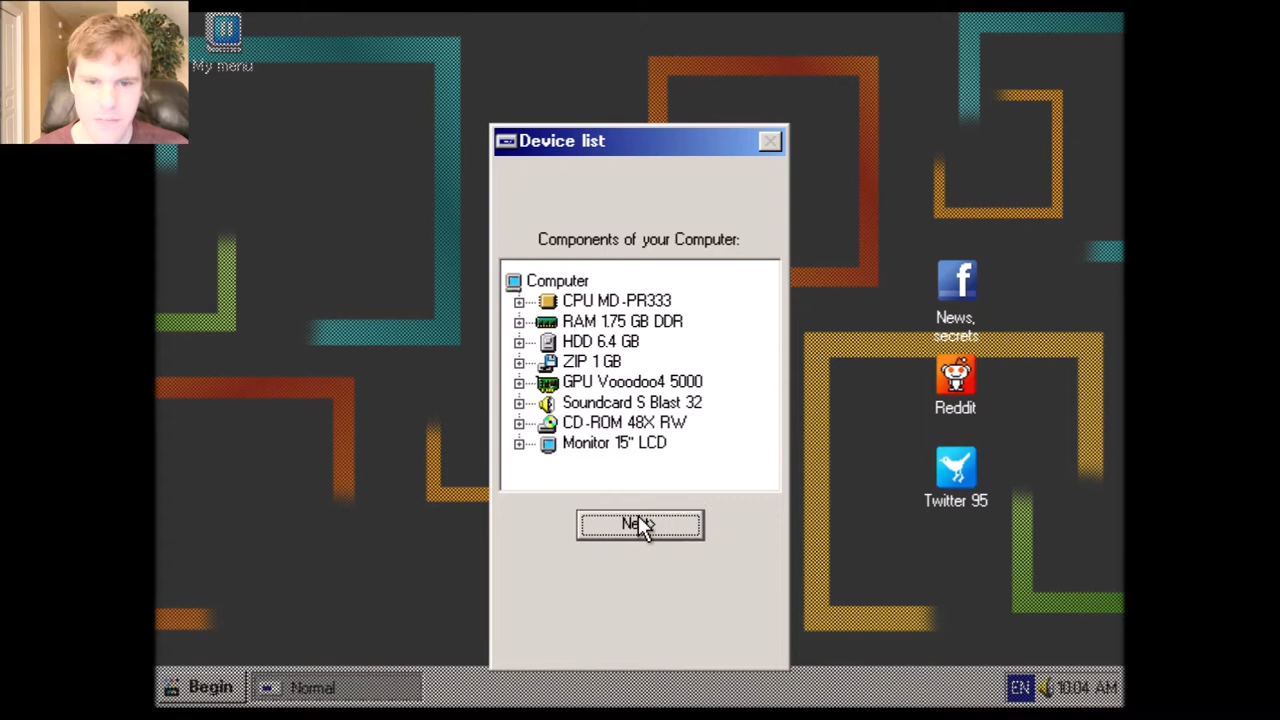 My menu
Device list
Components of your Computer:
Computer
CPU MD-PR333
RAM 1.75 GB DDR
HDD 6.4 GB
ZIP 1 GB
GPU Vooodoo4 5000
Soundcard S Blast 32
CD-ROM 48X RW
Monitor 15" LCD
News,
secrets
Reddit
Twitter 95
Begin
Normal
EN
10:04 AM